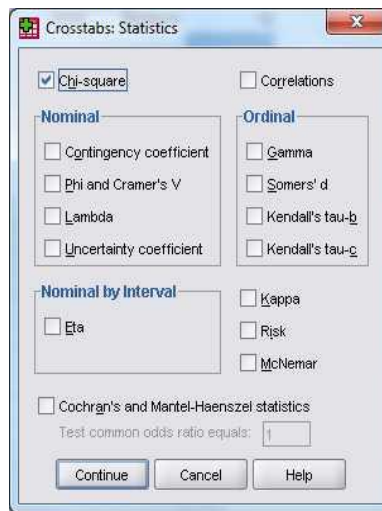 Crosstabs: Statistics
Chi-square
Correlations
Nominal
Contingency coefficient
Phi and Cramer's V
Lambda
Uncertainty coefficient
Ordinal
Gamma
Somers' d
Kendall's tau-b
Kendall's tau-c
Nominal by Interval
Eta
Kappa
Risk
McNemar
Cochran's and Mantel-Haenszel statistics
Test common odds ratio equals: 1
Continue Cancel Help